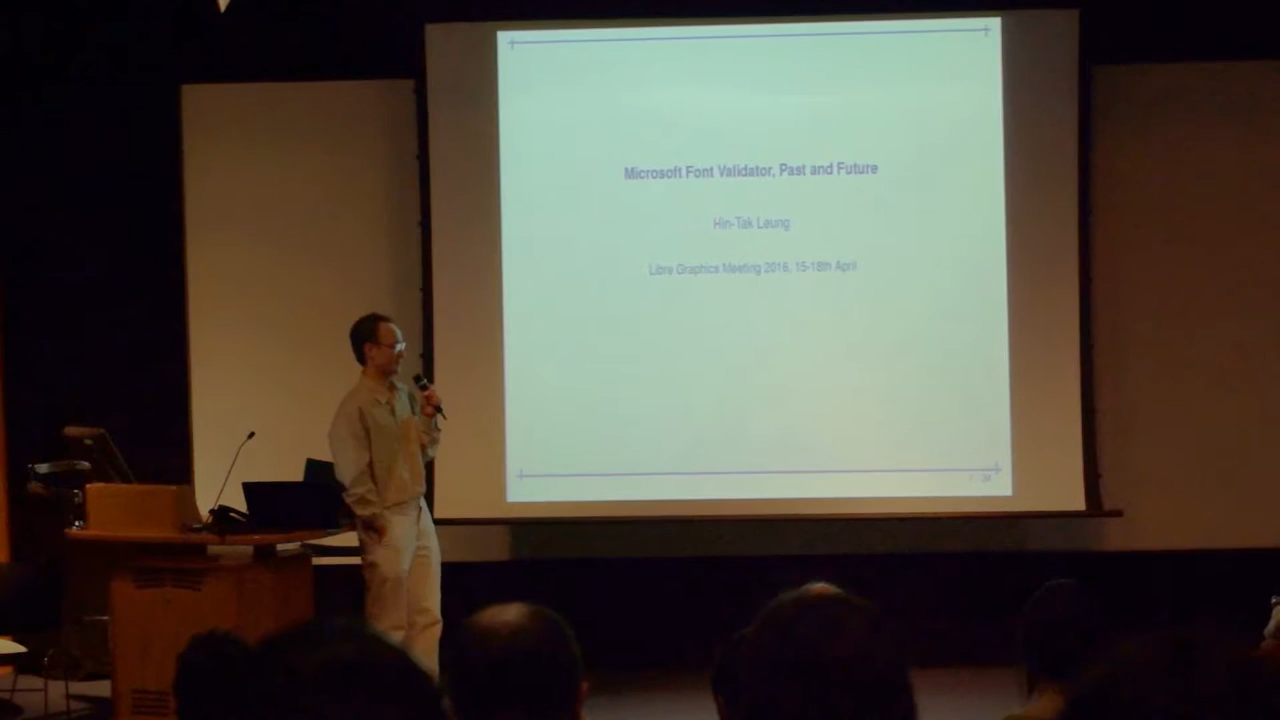 Microsoft Font Validator, Past and Future
Hin-Tak Leung
Libre Graphics Meeting 2016, 15-18th April